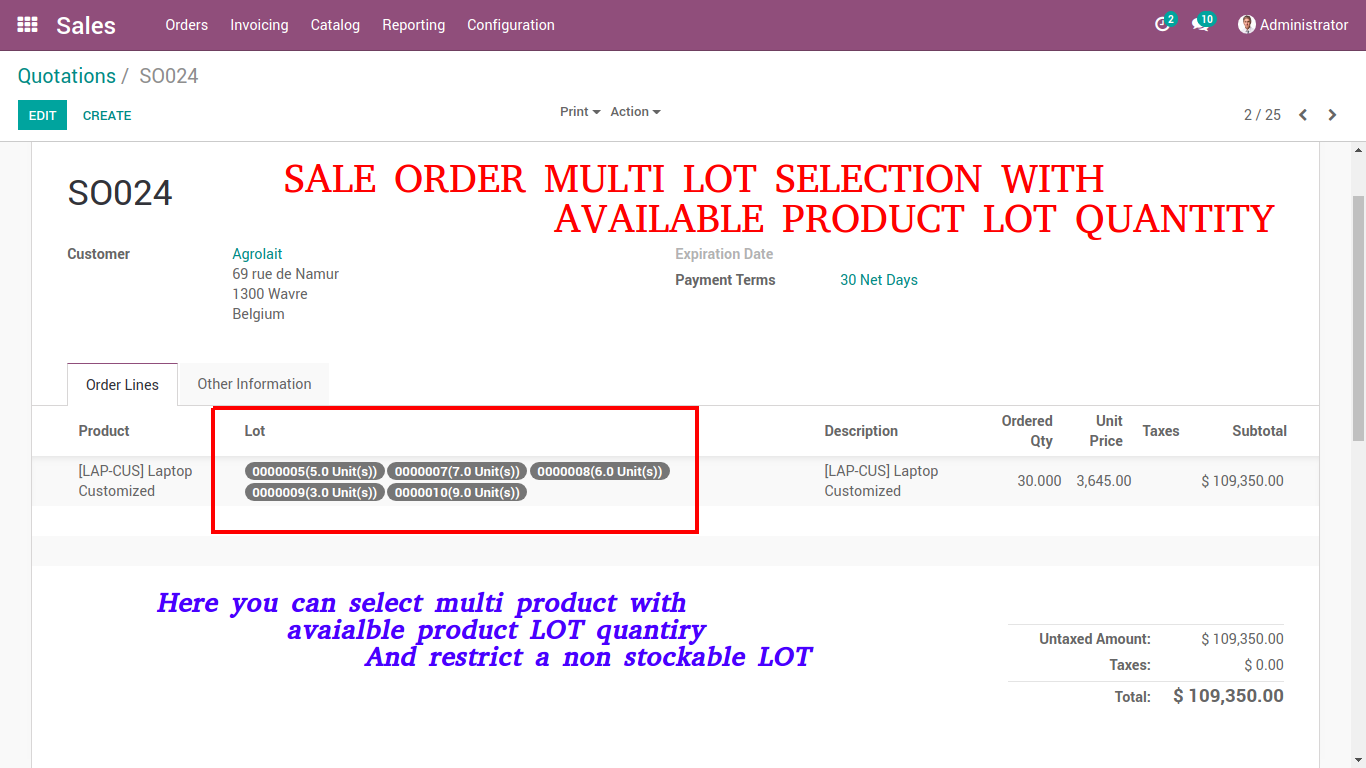 Sales Orders Invoicing Catalog Reporting Configuration 2 10 Administrator
Quotations / SO024
EDIT CREATE Print Action 2 / 25
SO024
SALE ORDER MULTI LOT SELECTION WITH
AVAILABLE PRODUCT LOT QUANTITY
Customer Agrolait
69 rue de Namur
1300 Wavre
Belgium
Expiration Date
Payment Terms 30 Net Days
Order Lines Other Information
Product Lot Description Ordered Qty Unit Price Taxes Subtotal
[LAP-CUS] Laptop Customized
0000005(5.0 Unit(s)) 0000007(7.0 Unit(s)) 0000008(6.0 Unit(s))
0000009(3.0 Unit(s)) 0000010(9.0 Unit(s))
[LAP-CUS] Laptop Customized
30.000 3,645.00 $ 109,350.00
Here you can select multi product with
avaialble product LOT quantiry
And restrict a non stockable LOT
Untaxed Amount: $ 109,350.00
Taxes: $ 0.00
Total: $ 109,350.00